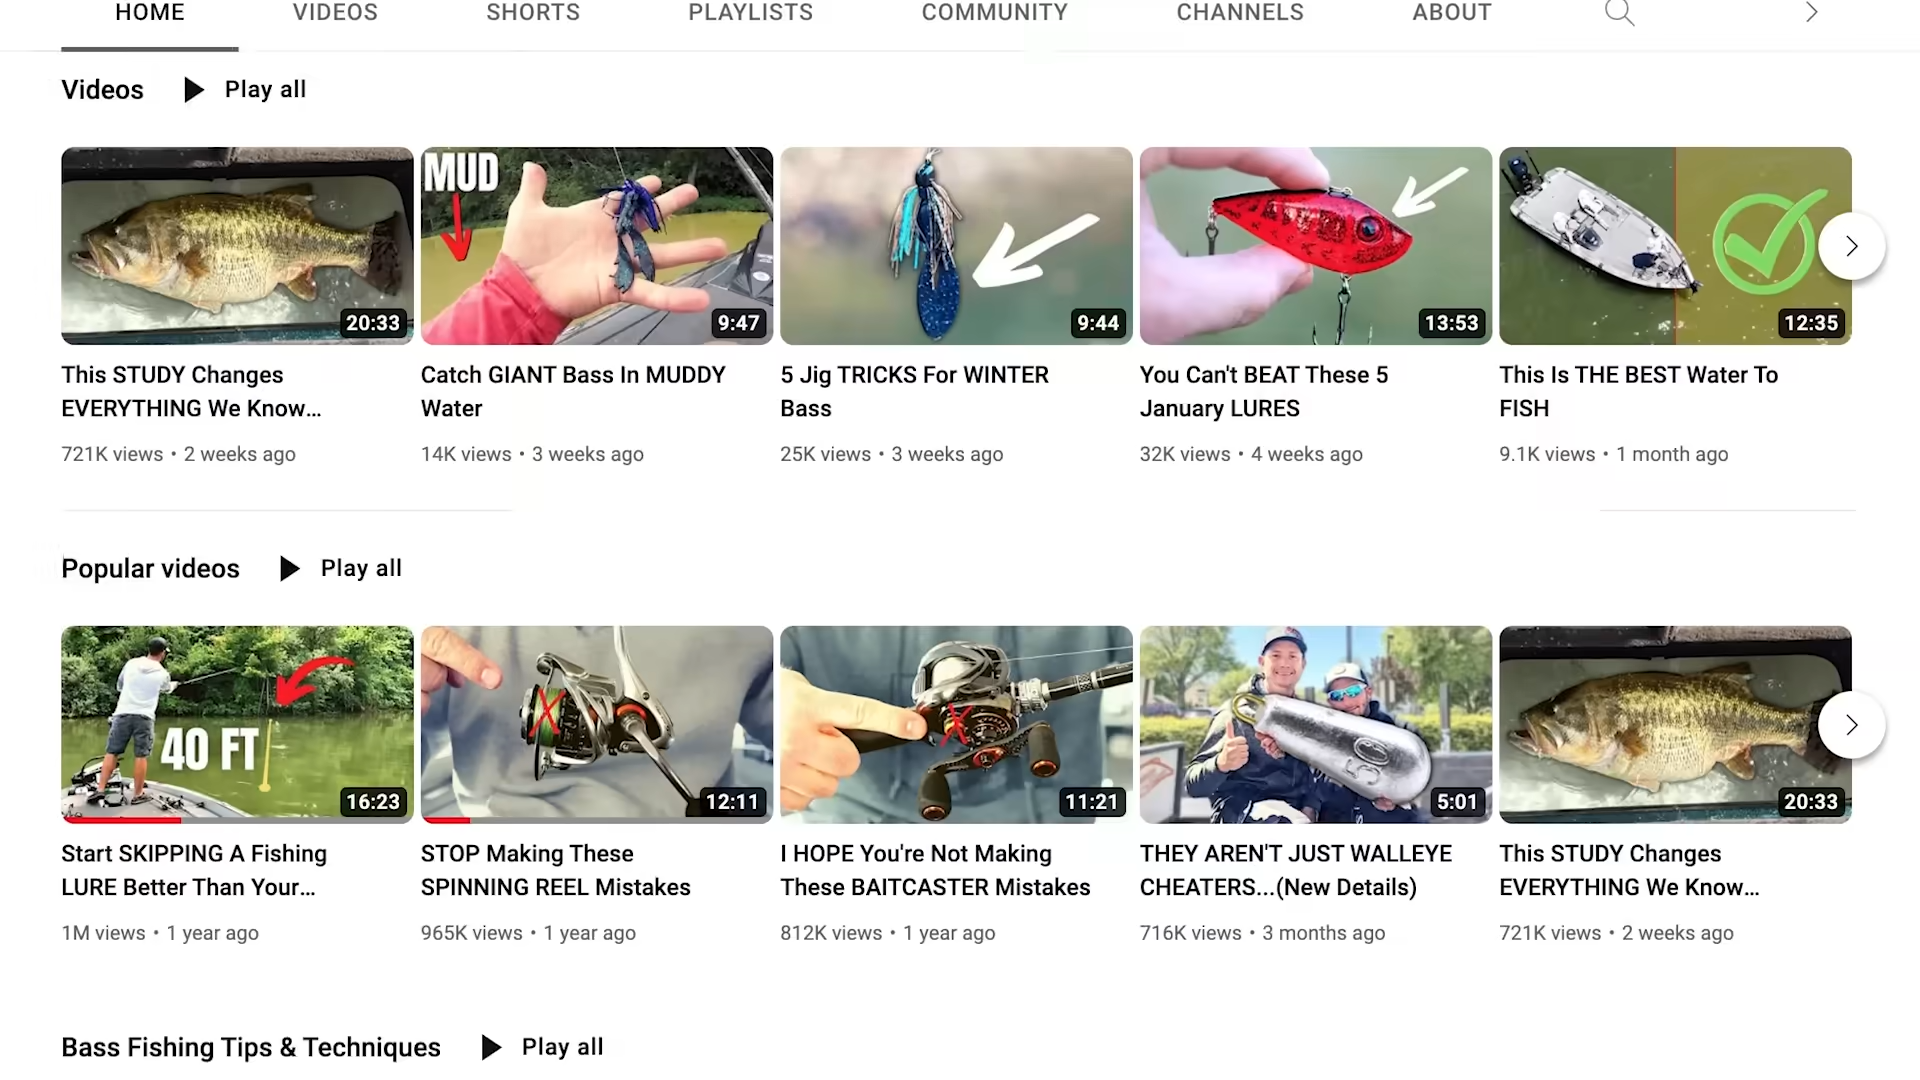 HOME VIDEOS SHORTS PLAYLISTS COMMUNITY CHANNELS ABOUT
Videos Play all
MUD
20:33 9:47 9:44 13:53 12:35
This STUDY Changes
EVERYTHING We Know...
721K views • 2 weeks ago
Catch GIANT Bass In MUDDY
Water
14K views • 3 weeks ago
5 Jig TRICKS For WINTER
Bass
25K views • 3 weeks ago
You Can't BEAT These 5
January LURES
32K views • 4 weeks ago
This Is THE BEST Water To
FISH
9.1K views • 1 month ago
Popular videos Play all
40 FT
50
16:23 12:11 11:21 5:01 20:33
Start SKIPPING A Fishing
LURE Better Than Your...
1M views • 1 year ago
STOP Making These
SPINNING REEL Mistakes
965K views • 1 year ago
I HOPE You're Not Making
These BAITCASTER Mistakes
812K views • 1 year ago
THEY AREN'T JUST WALLEYE
CHEATERS...(New Details)
716K views • 3 months ago
This STUDY Changes
EVERYTHING We Know...
721K views • 2 weeks ago
Bass Fishing Tips & Techniques Play all